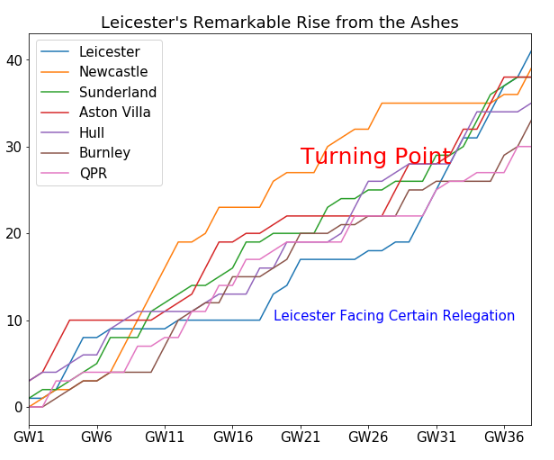 Leicester's Remarkable Rise from the Ashes
Leicester
Newcastle
Sunderland
Aston Villa
Hull
Burnley
QPR
40
30
20
10
0
Turning Point
Leicester Facing Certain Relegation
GW1 GW6 GW11 GW16 GW21 GW26 GW31 GW36